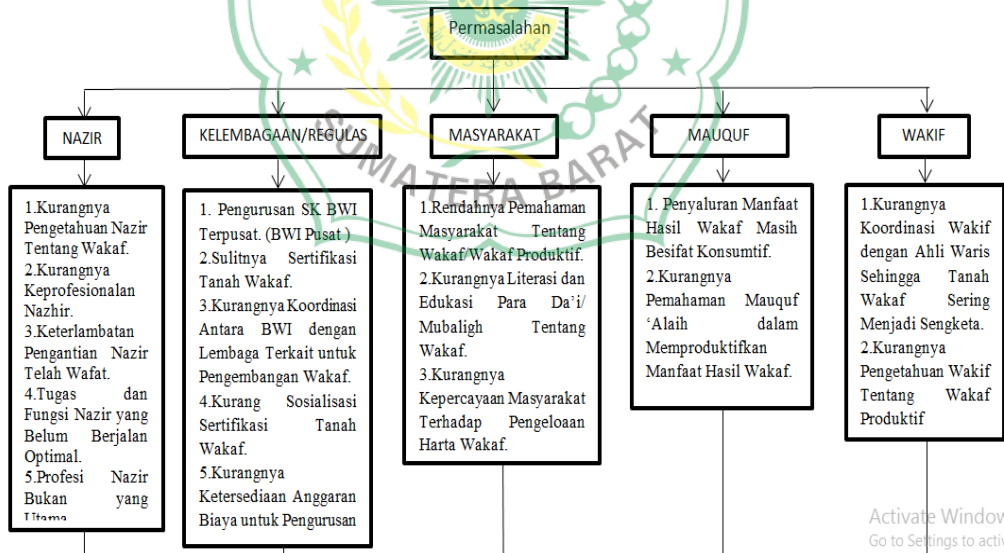 Permasalahan
NAZIR
KELEMBAGAAN/REGULAS
MASYARAKAT
MAUQUF
WAKIF
SUMATERA BARAT
1.Kurangnya
Pengetahuan Nazir
Tentang Wakaf.
2.Kurangnya
Keprofesionalan
Nazhir.
3.Keterlambatan
Pengantian Nazir
Telah Wafat.
4.Tugas dan
Fungsi Nazir yang
Belum Berjalan
Optimal.
5.Profesi Nazir
Bukan yang
Utama
1. Pengurusan SK BWI
Terpusat. (BWI Pusat )
2.Sulitnya Sertifikasi
Tanah Wakaf.
3.Kurangnya Koordinasi
Antara BWI dengan
Lembaga Terkait untuk
Pengembangan Wakaf.
4.Kurang Sosialisasi
Sertifikasi Tanah
Wakaf.
5.Kurangnya
Ketersediaan Anggaran
Biaya untuk Pengurusan
1.Rendahnya Pemahaman
Masyarakat Tentang
Wakaf/Wakaf Produktif.
2.Kurangnya Literasi dan
Edukasi Para Da’i/
Mubaligh Tentang
Wakaf.
3.Kurangnya
Kepercayaan Masyarakat
Terhadap Pengeloaan
Harta Wakaf.
1. Penyaluran Manfaat
Hasil Wakaf Masih
Besifat Konsumtif.
2.Kurangnya
Pemahaman Mauquf
‘Alaih dalam
Memproduktifkan
Manfaat Hasil Wakaf.
1.Kurangnya
Koordinasi Wakif
dengan Ahli Waris
Sehingga Tanah
Wakaf Sering
Menjadi Sengketa.
2.Kurangnya
Pengetahuan Wakif
Tentang Wakaf
Produktif
Activate Window
Go to Settings to activ